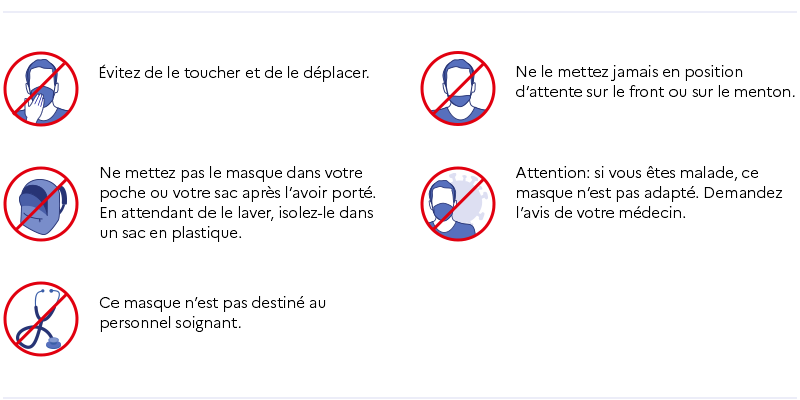 Évitez de le toucher et de le déplacer.
Ne le mettez jamais en position
d'attente sur le front ou sur le menton.
Ne mettez pas le masque dans votre
poche ou votre sac après l'avoir porté.
En attendant de le laver, isolez-le dans
un sac en plastique.
Attention: si vous êtes malade, ce
masque n'est pas adapté. Demandez
l'avis de votre médecin.
Ce masque n'est pas destiné au
personnel soignant.